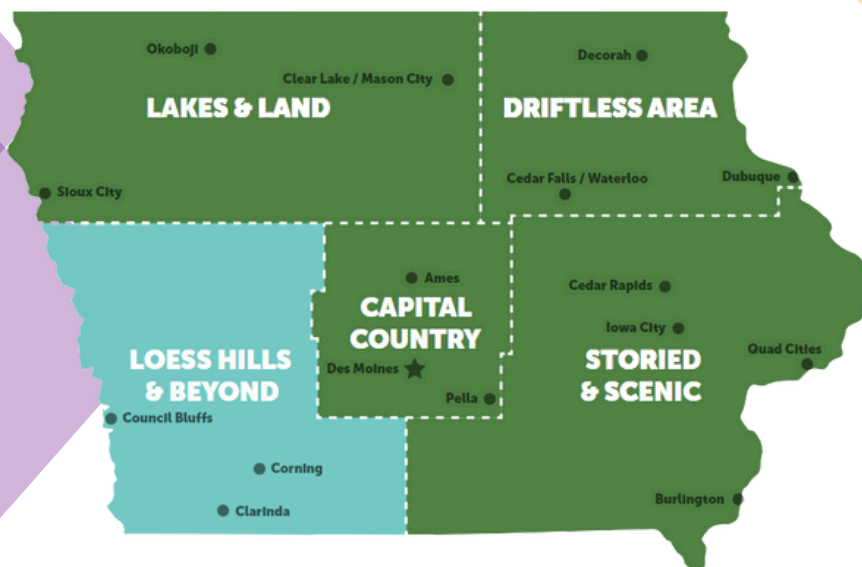 Okoboji
Decorah
Clear Lake / Mason City
LAKES & LAND
DRIFTLESS AREA
Cedar Falls / Waterloo
Dubuque
Sioux City
Ames
Cedar Rapids
CAPITAL
COUNTRY
Iowa City
Quad Cities
LOESS HILLS
& BEYOND
Des Moines
STORIED
& SCENIC
Pella
Council Bluffs
Corning
Clarinda
Burlington